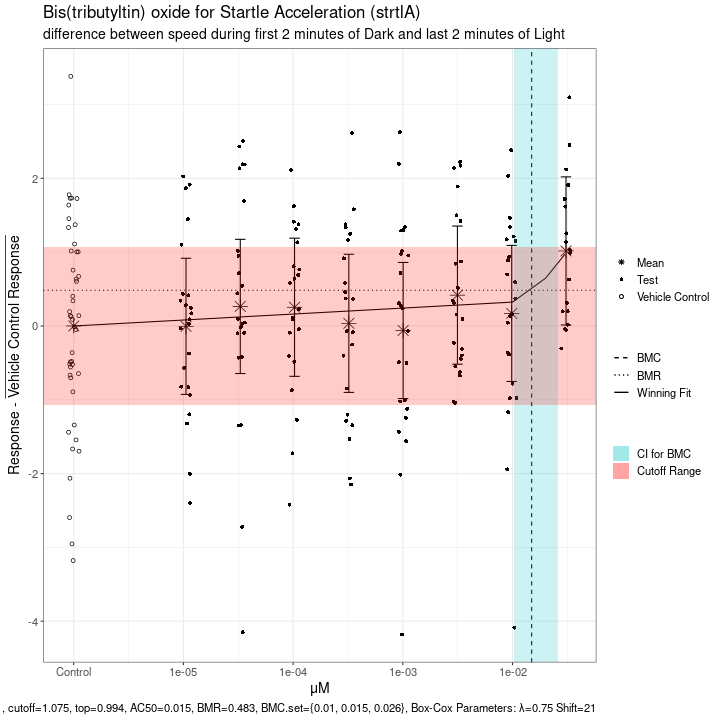 Bis(tributyltin) oxide for Startle Acceleration (strtlA)
difference between speed during first 2 minutes of Dark and last 2 minutes of Light
Response - Vehicle Control Response
2
0
-2
-4
Control
1e-05
1e-04
1e-03
1e-02
µM
Mean
Test
Vehicle Control
BMC
BMR
Winning Fit
CI for BMC
Cutoff Range
, cutoff=1.075, top=0.994, AC50=0.015, BMR=0.483, BMC.set={0.01, 0.015, 0.026}, Box-Cox Parameters: λ=0.75 Shift=21